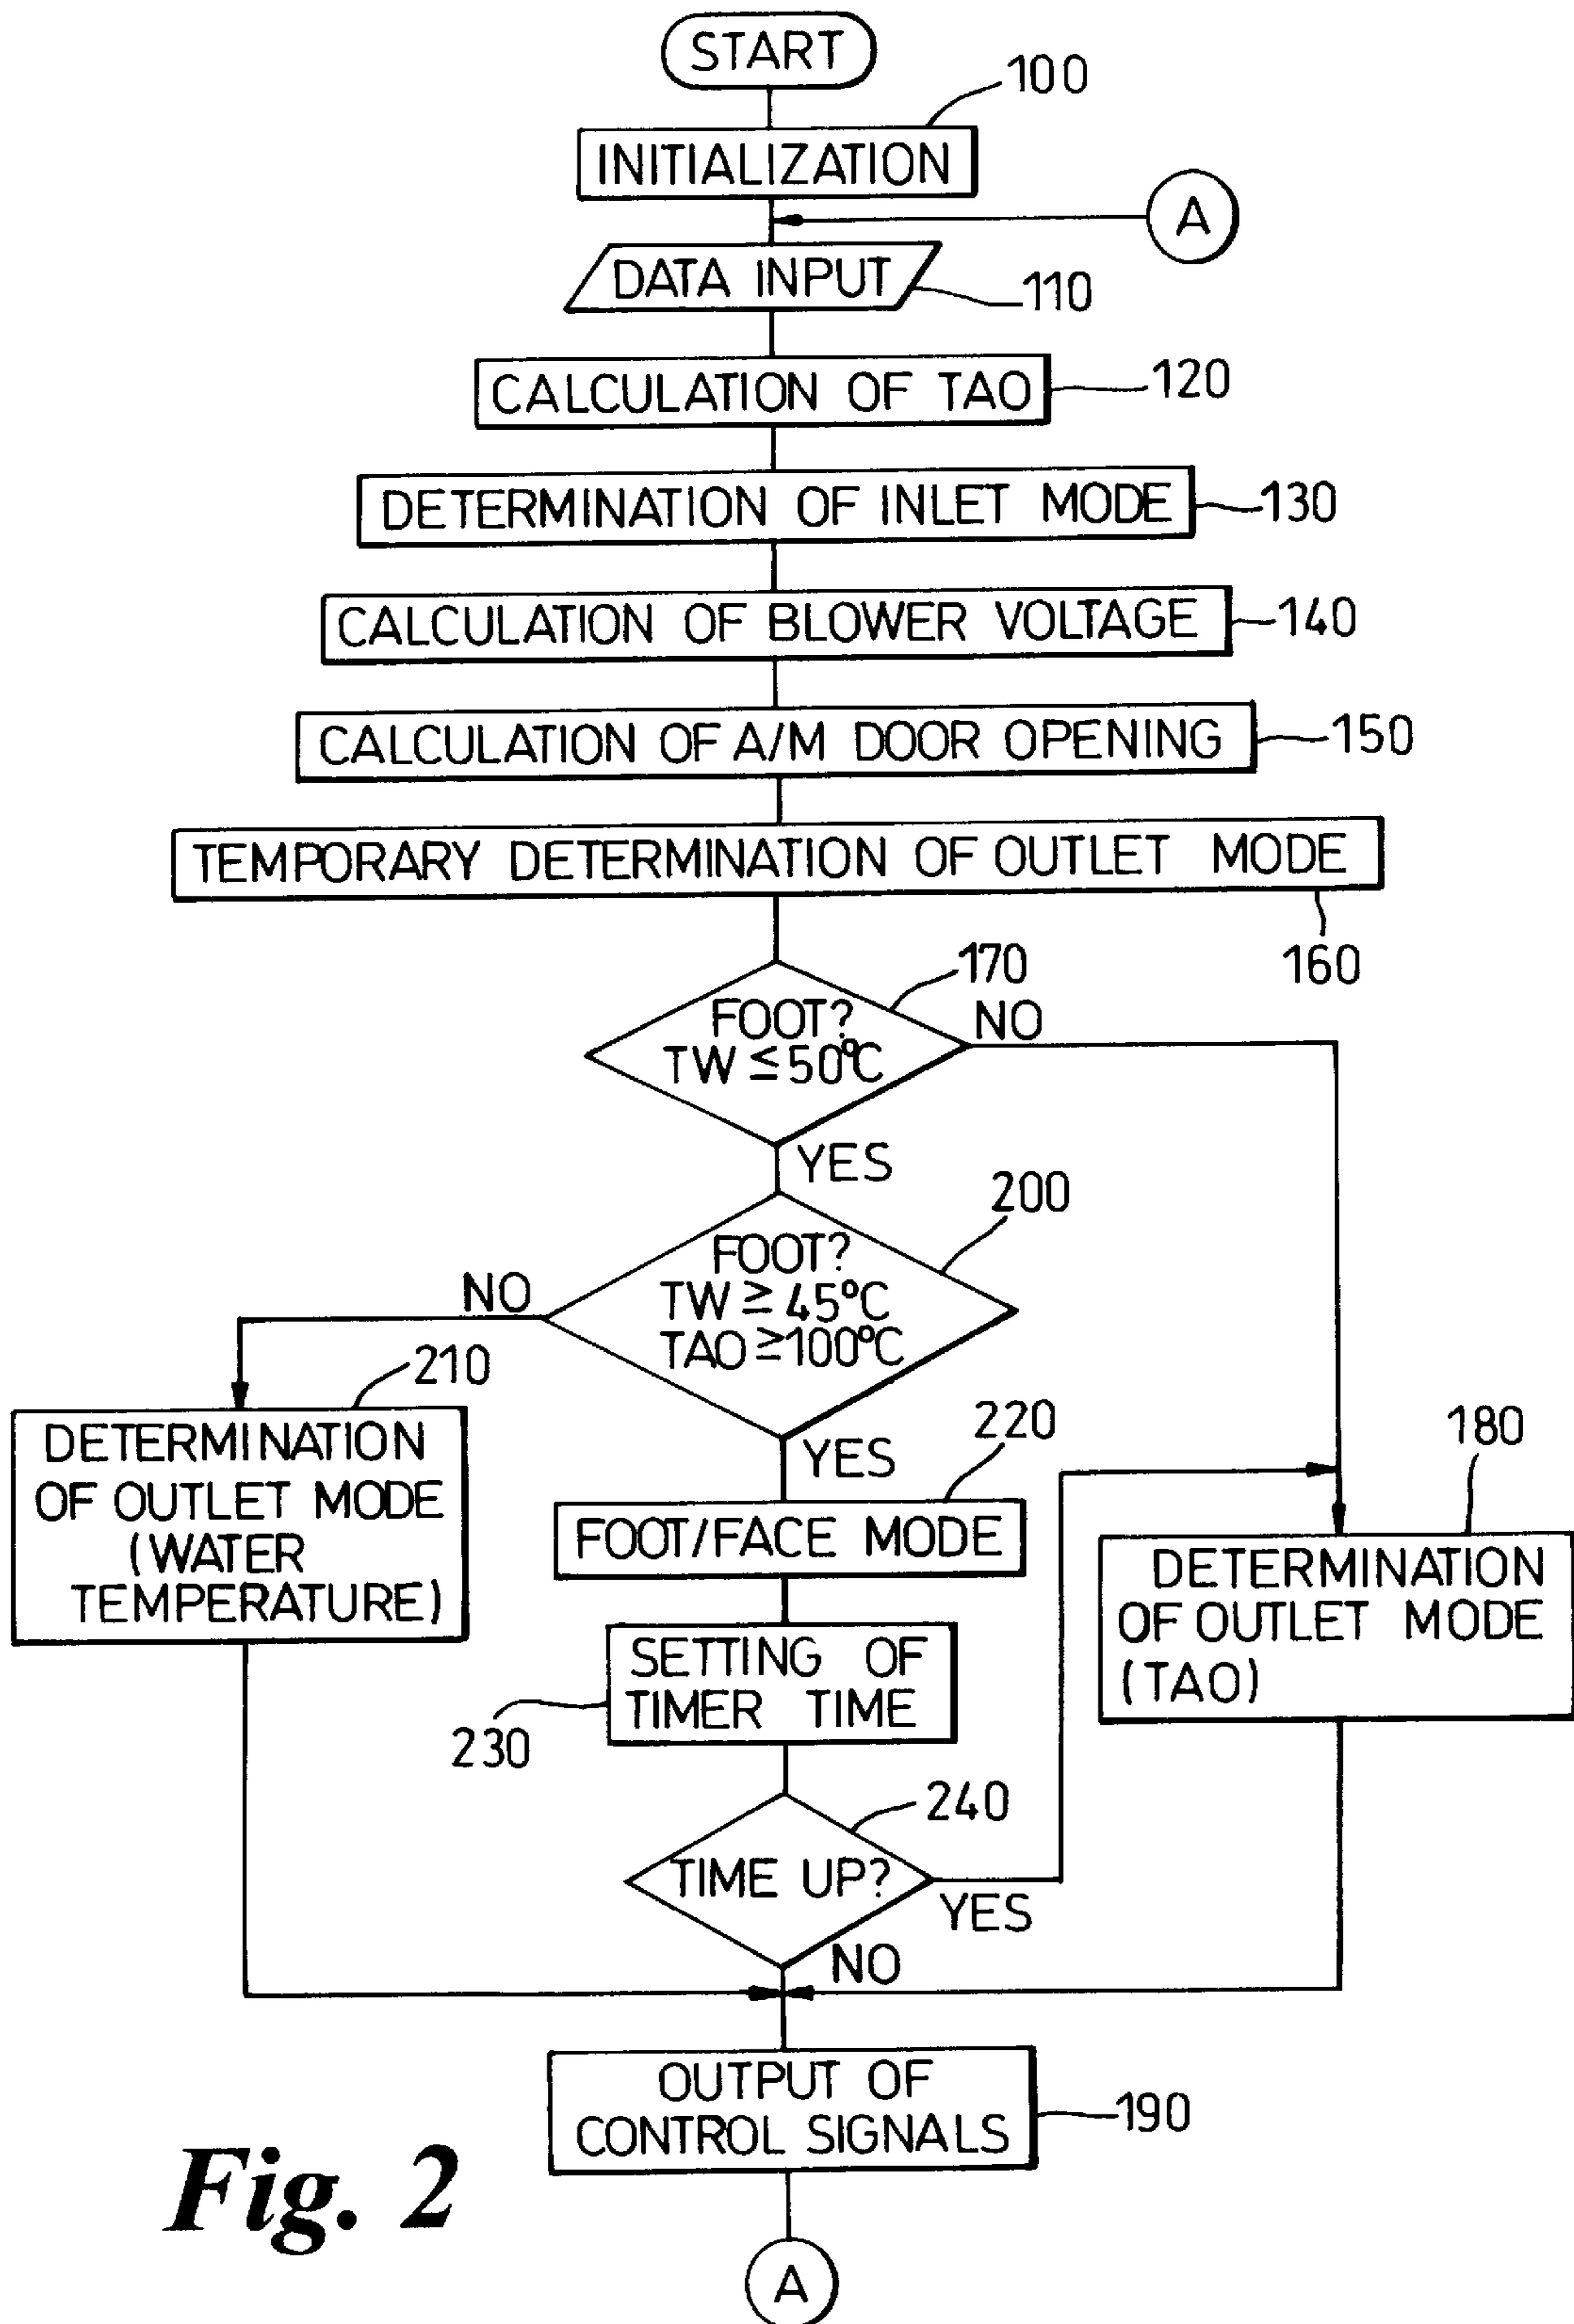 START
100
INITIALIZATION
A
DATA INPUT
110
CALCULATION OF TAO
120
DETERMINATION OF INLET MODE
130
CALCULATION OF BLOWER VOLTAGE
140
CALCULATION OF A/M DOOR OPENING
150
TEMPORARY DETERMINATION OF OUTLET MODE
160
170
FOOT?
TW ≦ 50°C
NO
YES
200
FOOT?
TW ≧ 45°C
TAO ≧ 100°C
NO
YES
210
DETERMINATION
OF OUTLET MODE
(WATER
TEMPERATURE)
220
FOOT/FACE MODE
180
DETERMINATION
OF OUTLET MODE
(TAO)
SETTING OF
TIMER TIME
230
240
TIME UP?
YES
NO
OUTPUT OF
CONTROL SIGNALS
190
Fig. 2
A